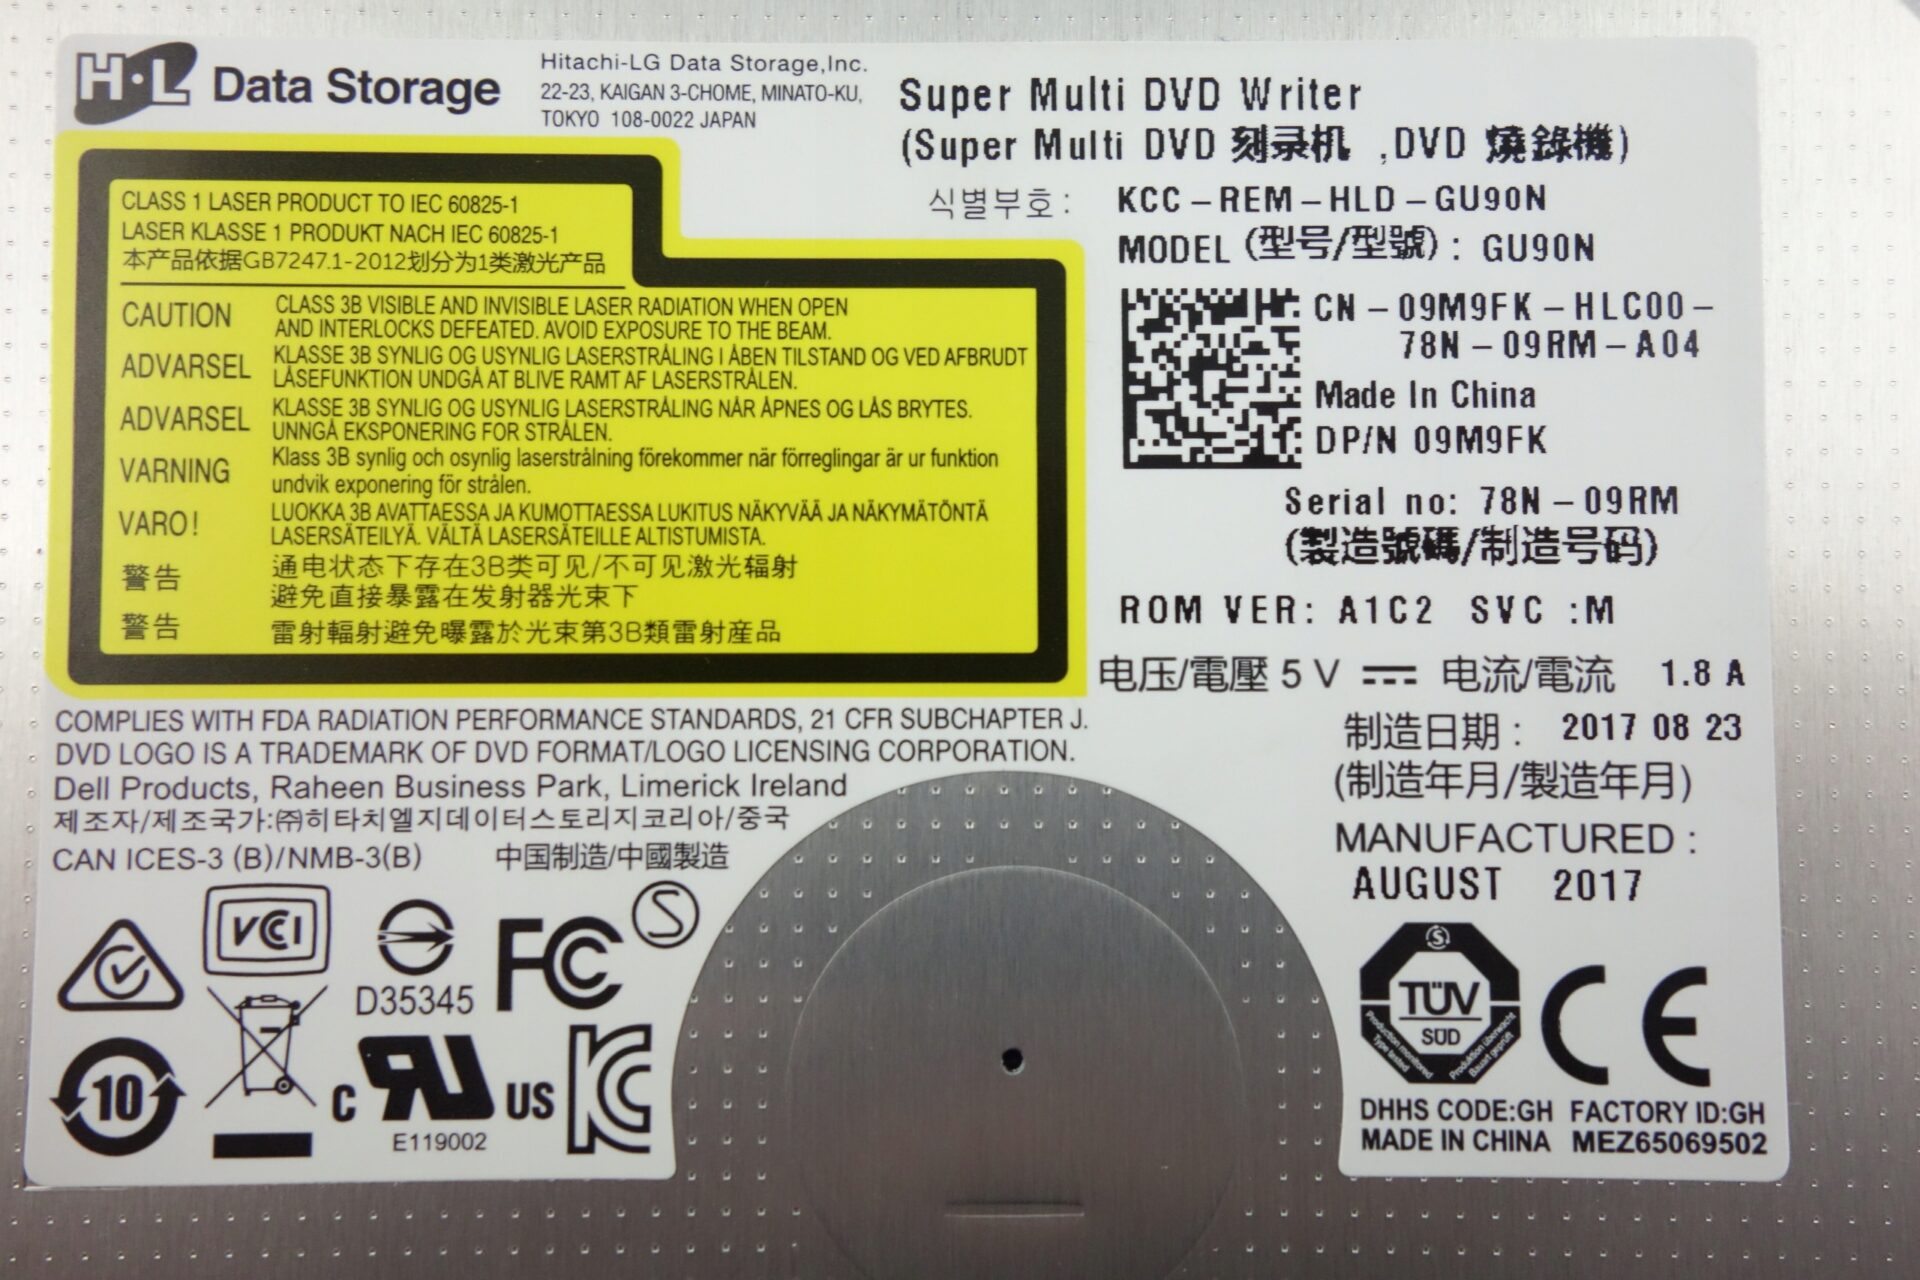 H·L Data Storage
Hitachi-LG Data Storage,Inc.
22-23, KAIGAN 3-CHOME, MINATO-KU,
TOKYO 108-0022 JAPAN
Super Multi DVD Writer
(Super Multi DVD 刻录机 ,DVD 燒錄機)
식별부호: KCC-REM-HLD-GU90N
MODEL (型号/型號): GU90N
CN-09M9FK-HLC00-
78N-09RM-A04
Made In China
DP/N 09M9FK
Serial no: 78N-09RM
(製造號碼/制造号码)
ROM VER: A1C2 SVC :M
电压/電壓 5 V ⎓ 电流/電流 1.8 A
制造日期: 2017 08 23
(制造年月/製造年月)
MANUFACTURED :
AUGUST 2017
CLASS 1 LASER PRODUCT TO IEC 60825-1
LASER KLASSE 1 PRODUKT NACH IEC 60825-1
本产品依据GB7247.1-2012划分为1类激光产品
CAUTION CLASS 3B VISIBLE AND INVISIBLE LASER RADIATION WHEN OPEN
AND INTERLOCKS DEFEATED. AVOID EXPOSURE TO THE BEAM.
ADVARSEL KLASSE 3B SYNLIG OG USYNLIG LASERSTRÅLING I ÅBEN TILSTAND OG VED AFBRUDT
LÅSEFUNKTION UNDGÅ AT BLIVE RAMT AF LASERSTRÅLEN.
ADVARSEL KLASSE 3B SYNLIG OG USYNLIG LASERSTRÅLING NÅR ÅPNES OG LÅS BRYTES.
UNNGÅ EKSPONERING FOR STRÅLEN.
VARNING Klass 3B synlig och osynlig laserstrålning förekommer när förreglingar är ur funktion
undvik exponering för strålen.
VARO! LUOKKA 3B AVATTAESSA JA KUMOTTAESSA LUKITUS NÄKYVÄÄ JA NÄKYMÄTÖNTÄ
LASERSÄTEILYÄ. VÄLTÄ LASERSÄTEILLE ALTISTUMISTA.
警告 通电状态下存在3B类可见/不可见激光辐射
避免直接暴露在发射器光束下
警告 雷射輻射避免曝露於光束第3B類雷射産品
COMPLIES WITH FDA RADIATION PERFORMANCE STANDARDS, 21 CFR SUBCHAPTER J.
DVD LOGO IS A TRADEMARK OF DVD FORMAT/LOGO LICENSING CORPORATION.
Dell Products, Raheen Business Park, Limerick Ireland
제조자/제조국가:㈜히타치엘지데이터스토리지코리아/중국
CAN ICES-3 (B)/NMB-3(B) 中国制造/中國製造
VCI
D35345
FC
S
10
c RU US
E119002
KC
S
TÜV
SÜD
Production monitored
Type tested
Produktion überwacht
Bauart geprüft
CE
DHHS CODE:GH FACTORY ID:GH
MADE IN CHINA MEZ65069502